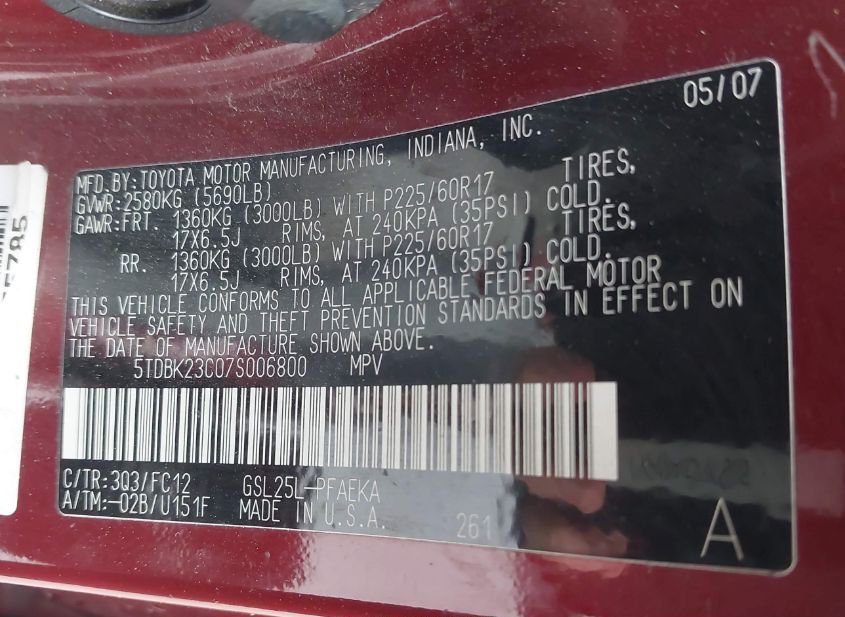 05/07
MFD.BY:TOYOTA MOTOR MANUFACTURING, INDIANA, INC.
GVWR:2580KG (5690LB)
GAWR:FRT. 1360KG (3000LB) WITH P225/60R17 TIRES,
17X6.5J RIMS, AT 240KPA (35PSI) COLD.
RR. 1360KG (3000LB) WITH P225/60R17 TIRES,
17X6.5J RIMS, AT 240KPA (35PSI) COLD.
THIS VEHICLE CONFORMS TO ALL APPLICABLE FEDERAL MOTOR
VEHICLE SAFETY AND THEFT PREVENTION STANDARDS IN EFFECT ON
THE DATE OF MANUFACTURE SHOWN ABOVE.
5TDBK23C07S006800 MPV
C/TR:3Q3/FC12 GSL25L-PFAEKA
A/TM:-02B/U151F MADE IN U.S.A. 261
A
5785